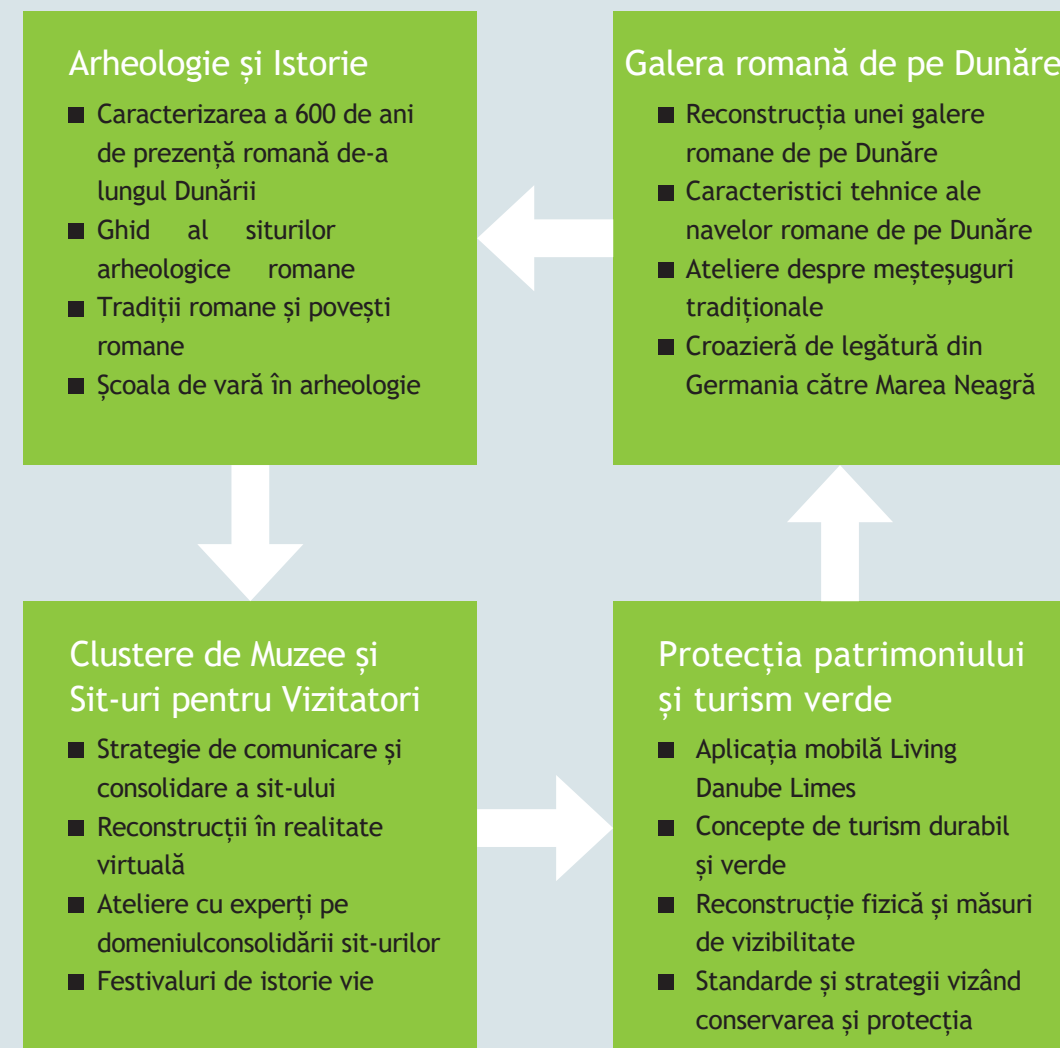 Arheologie și Istorie
■ Caracterizarea a 600 de ani
de prezență romană de-a
lungul Dunării
■ Ghid al siturilor
arheologice romane
■ Tradiții romane și povești
romane
■ Școala de vară în arheologie
Galera romană de pe Dunăre
■ Reconstrucția unei galere
romane de pe Dunăre
■ Caracteristici tehnice ale
navelor romane de pe Dunăre
■ Ateliere despre meșteșuguri
tradiționale
■ Croazieră de legătură din
Germania către Marea Neagră
Clustere de Muzee și
Sit-uri pentru Vizitatori
■ Strategie de comunicare și
consolidare a sit-ului
■ Reconstrucții în realitate
virtuală
■ Ateliere cu experți pe
domeniulconsolidării sit-urilor
■ Festivaluri de istorie vie
Protecția patrimoniului
și turism verde
■ Aplicația mobilă Living
Danube Limes
■ Concepte de turism durabil
și verde
■ Reconstrucție fizică și măsuri
de vizibilitate
■ Standarde și strategii vizând
conservarea și protecția